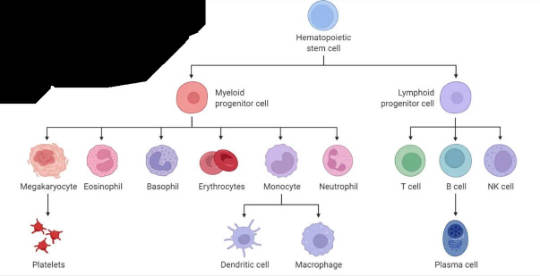 Hematopoietic
stem cell
Myeloid
progenitor cell
Lymphoid
progenitor cell
Megakaryocyte
Eosinophil
Basophil
Erythrocytes
Monocyte
Neutrophil
T cell
B cell
NK cell
Platelets
Dendritic cell
Macrophage
Plasma cell